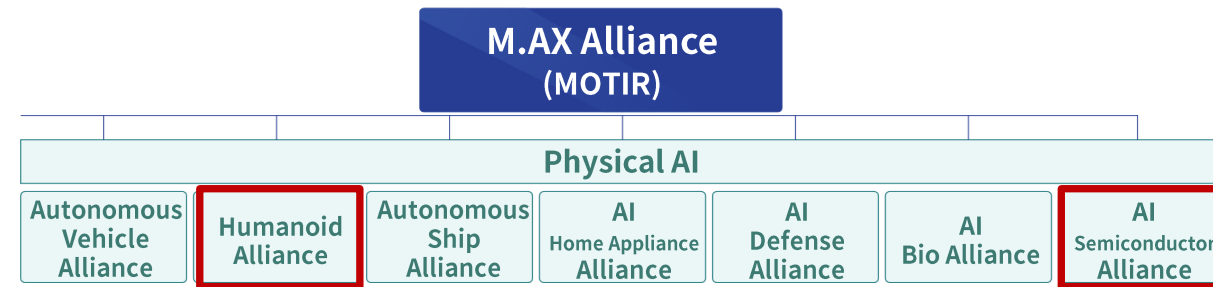 M.AX Alliance
(MOTIR)
Physical AI
Autonomous
Vehicle
Alliance
Humanoid
Alliance
Autonomous
Ship
Alliance
AI
Home Appliance
Alliance
AI
Defense
Alliance
AI
Bio Alliance
AI
Semiconductor
Alliance